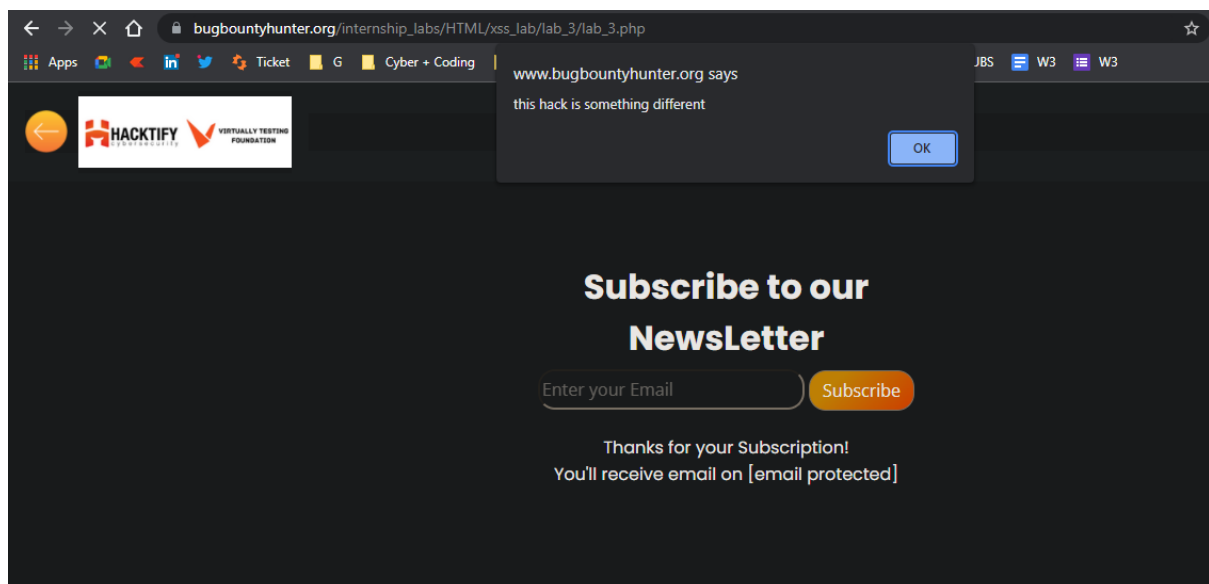 bugbountyhunter.org/internship_labs/HTML/xss_lab/lab_3/lab_3.php
Apps
Ticket
G
Cyber + Coding
JBS
W3
W3
www.bugbountyhunter.org says
this hack is something different
OK
HACKTIFY
cybersecurity
VIRTUALLY TESTING
FOUNDATION
Subscribe to our
NewsLetter
Enter your Email
Subscribe
Thanks for your Subscription!
You'll receive email on [email protected]